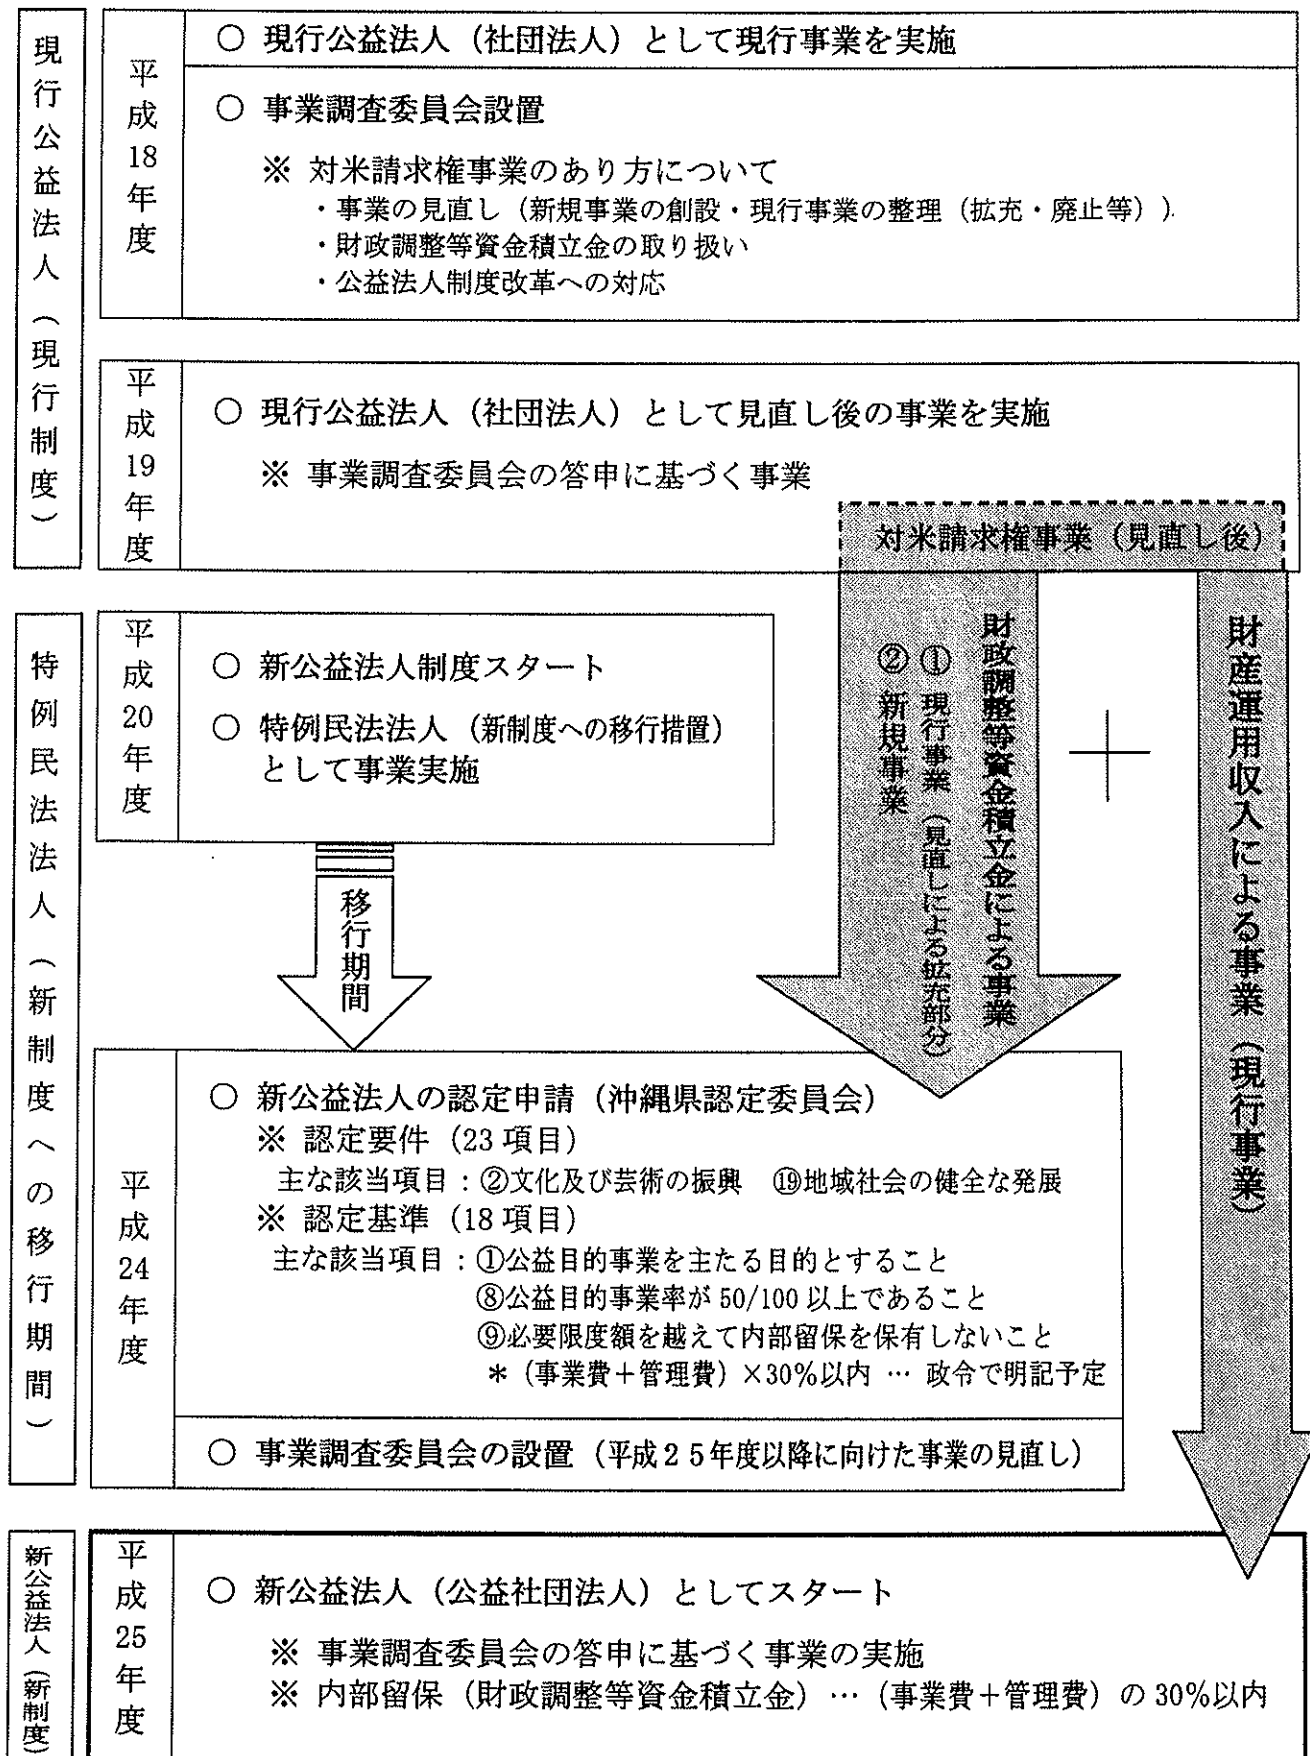 現行公益法人（現行制度）
平成18年度
○ 現行公益法人（社団法人）として現行事業を実施
○ 事業調査委員会設置
※ 対米請求権事業のあり方について
・事業の見直し（新規事業の創設・現行事業の整理（拡充・廃止等））
・財政調整等資金積立金の取り扱い
・公益法人制度改革への対応
平成19年度
○ 現行公益法人（社団法人）として見直し後の事業を実施
※ 事業調査委員会の答申に基づく事業
対米請求権事業（見直し後）
財政調整等資金積立金による事業
① 現行事業（見直しによる拡充部分）
② 新規事業
＋
財産運用収入による事業（現行事業）
特例民法法人（新制度への移行期間）
平成20年度
○ 新公益法人制度スタート
○ 特例民法法人（新制度への移行措置）
として事業実施
移行期間
平成24年度
○ 新公益法人の認定申請（沖縄県認定委員会）
※ 認定要件（23項目）
主な該当項目：②文化及び芸術の振興　⑲地域社会の健全な発展
※ 認定基準（18項目）
主な該当項目：①公益目的事業を主たる目的とすること
⑧公益目的事業率が50/100以上であること
⑨必要限度額を越えて内部留保を保有しないこと
＊（事業費＋管理費）×30％以内 … 政令で明記予定
○ 事業調査委員会の設置（平成２５年度以降に向けた事業の見直し）
新公益法人（新制度）
平成25年度
○ 新公益法人（公益社団法人）としてスタート
※ 事業調査委員会の答申に基づく事業の実施
※ 内部留保（財政調整等資金積立金）…（事業費＋管理費）の30％以内